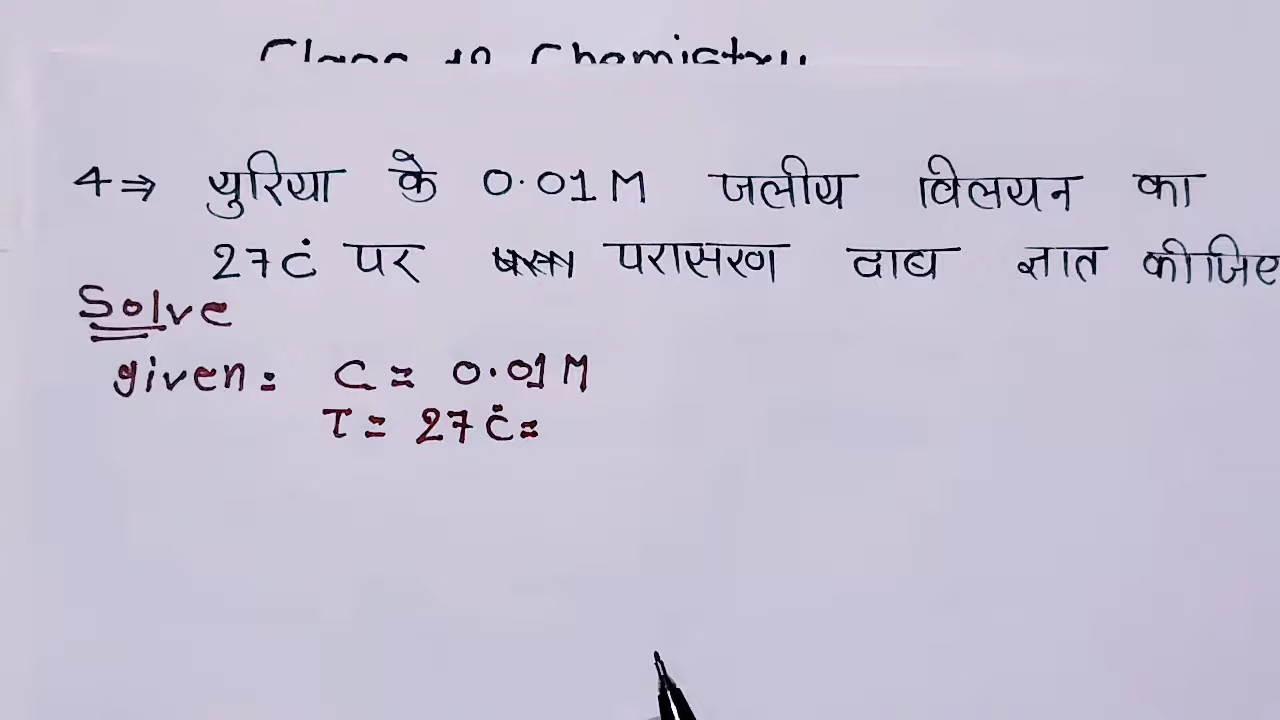 4⇒ युरिया के 0.01M जलीय विलयन का
27°C पर परासरण दाब ज्ञात कीजिए
Solve
given: C = 0.01M
T = 27°C =